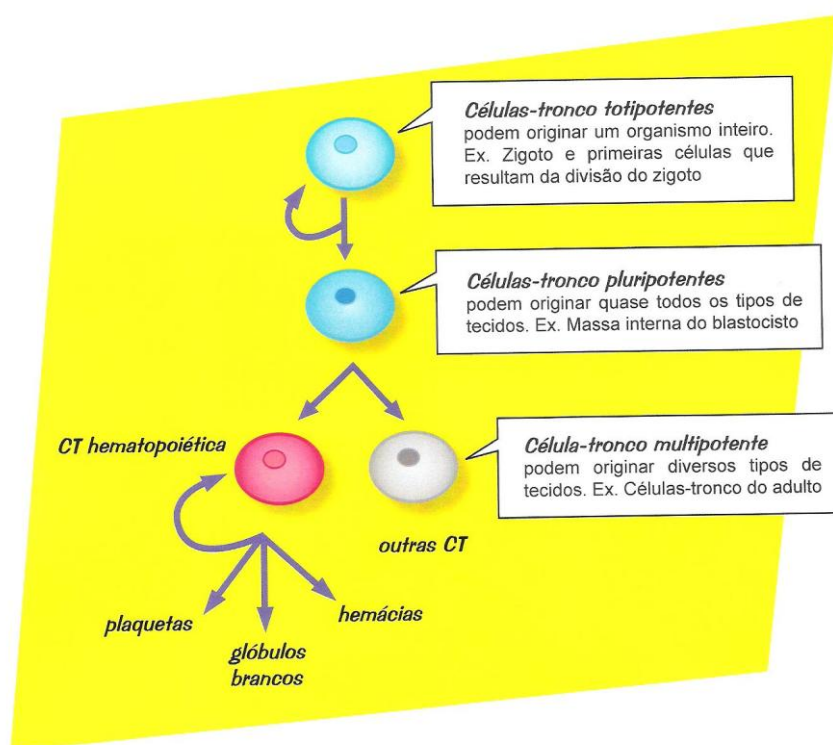 Células-tronco totipotentes
podem originar um organismo inteiro.
Ex. Zigoto e primeiras células que
resultam da divisão do zigoto
Células-tronco pluripotentes
podem originar quase todos os tipos de
tecidos. Ex. Massa interna do blastocisto
CT hematopoiética
Célula-tronco multipotente
podem originar diversos tipos de
tecidos. Ex. Células-tronco do adulto
outras CT
plaquetas
glóbulos
brancos
hemácias